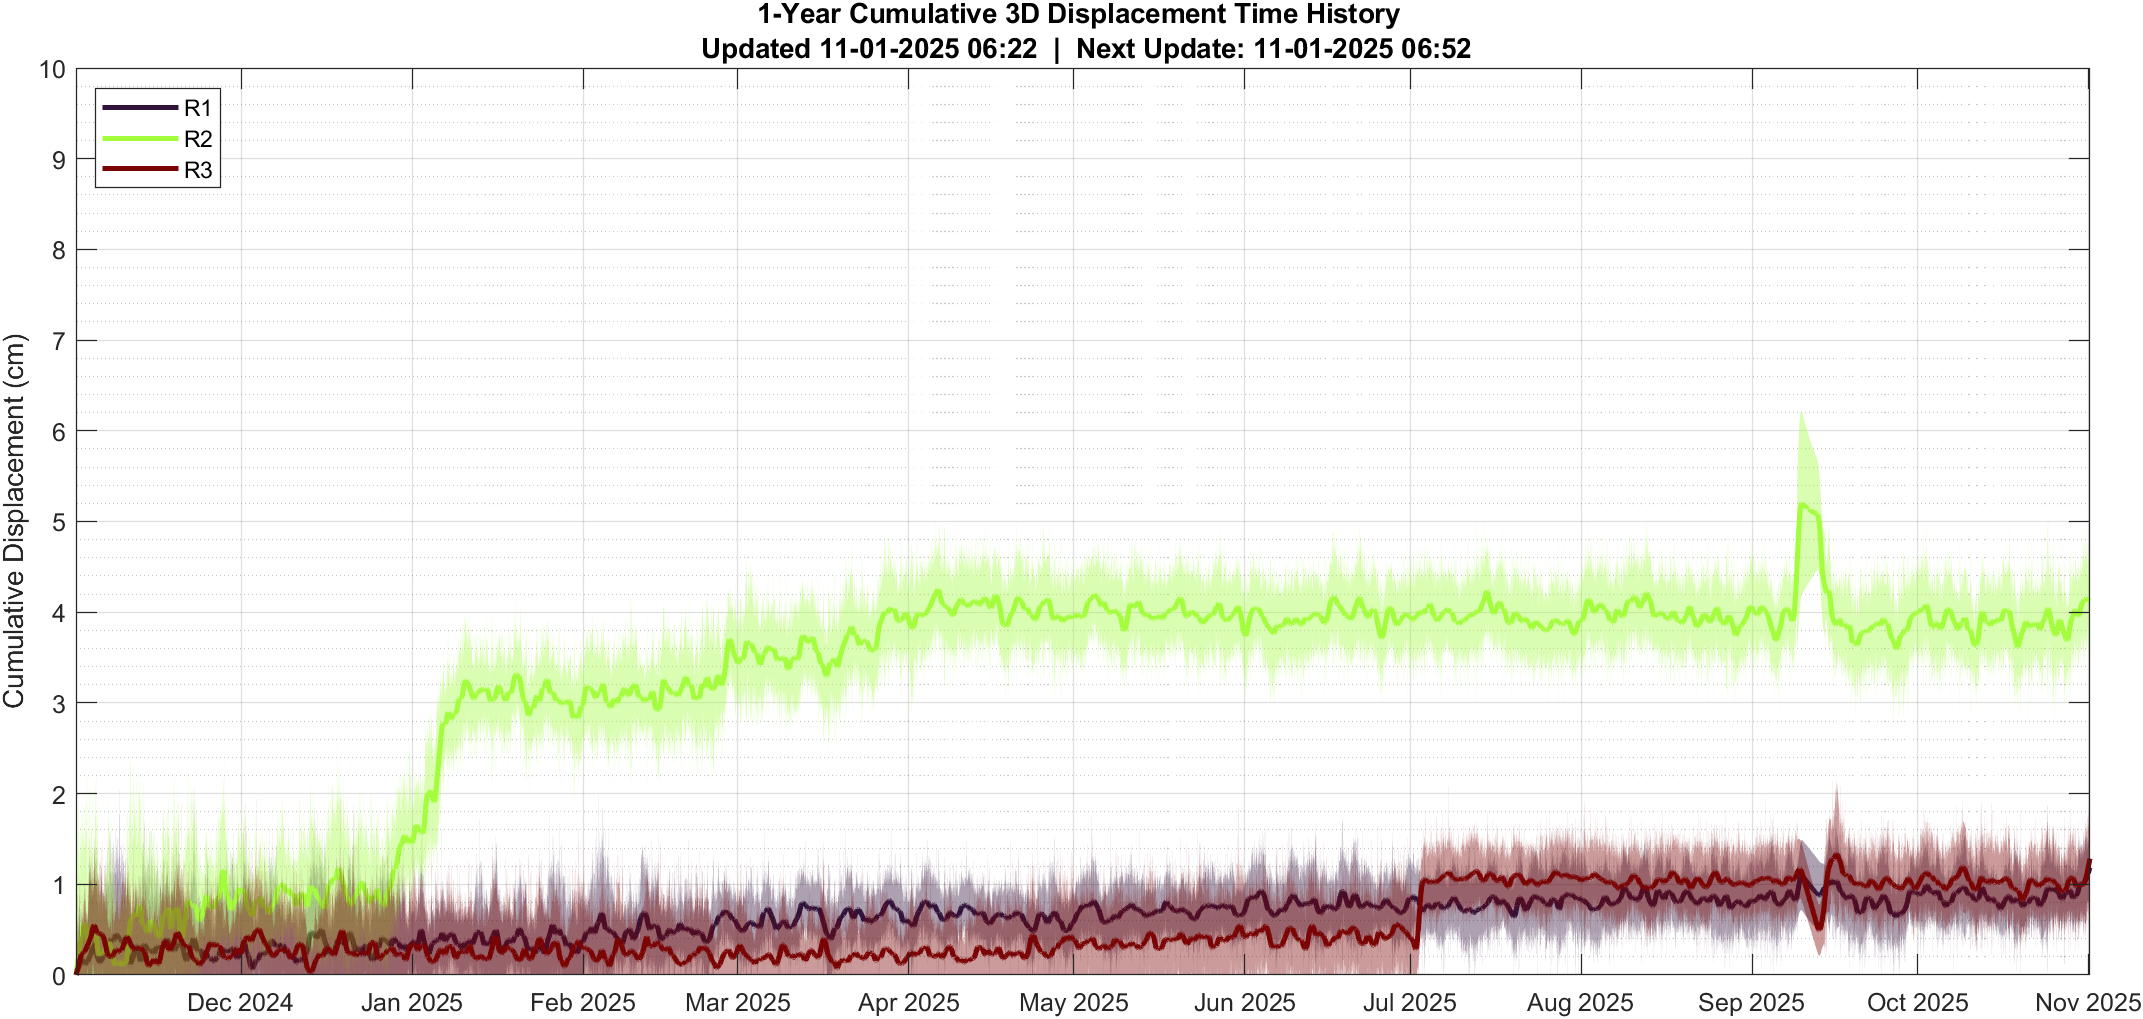 1-Year Cumulative 3D Displacement Time History
Updated 11-01-2025 06:22 | Next Update: 11-01-2025 06:52
R1
R2
R3
Cumulative Displacement (cm)
10
9
8
7
6
5
4
3
2
1
0
Dec 2024
Jan 2025
Feb 2025
Mar 2025
Apr 2025
May 2025
Jun 2025
Jul 2025
Aug 2025
Sep 2025
Oct 2025
Nov 2025